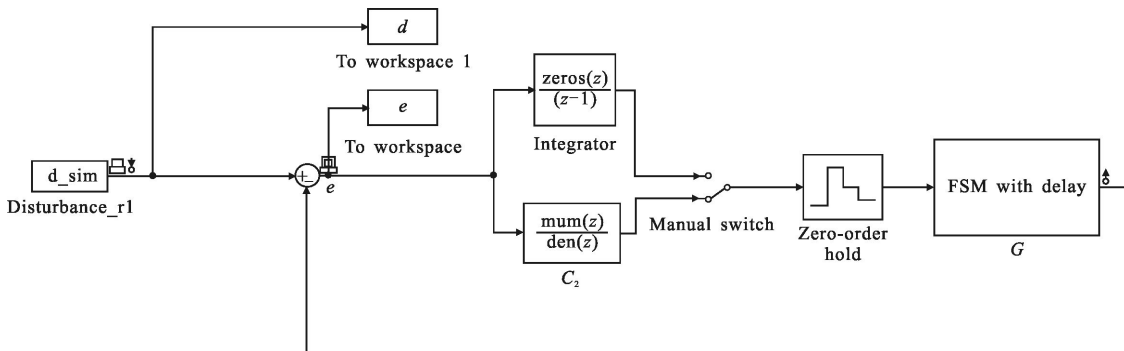 d
To workspace 1
e
To workspace
zeros(z)
(z−1)
Integrator
d_sim
Disturbance_r1
+
−
e
mum(z)
den(z)
C₂
Manual switch
Zero-order
hold
FSM with delay
G